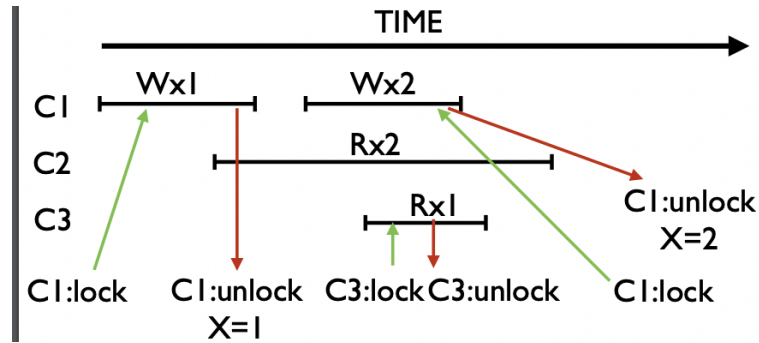 TIME
Wx1 Wx2
C1
Rx2
C2
Rx1
C3
C1:unlock
X=2
C1:lock C1:unlock C3:lock C3:unlock C1:lock
X=1